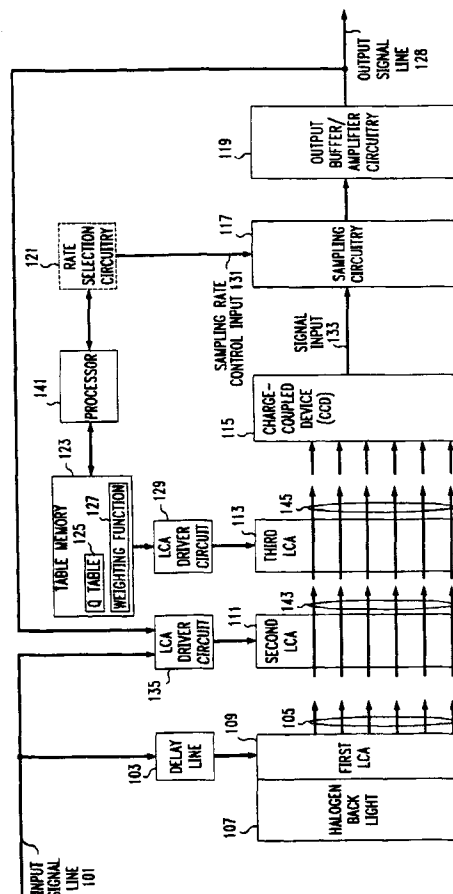 INPUT
SIGNAL
LINE
101
103
DELAY
LINE
107
109
HALOGEN
BACK
LIGHT
FIRST LCA
105
135
LCA
DRIVER
CIRCUIT
111
SECOND
LCA
143
123
TABLE MEMORY
125
127
Q TABLE
WEIGHTING FUNCTION
129
LCA
DRIVER
CIRCUIT
113
THIRD
LCA
145
141
PROCESSOR
121
RATE
SELECTION
CIRCUITRY
SAMPLING RATE
CONTROL INPUT 131
115
CHARGE-
COUPLED
DEVICE
(CCD)
SIGNAL
INPUT
133
117
SAMPLING
CIRCUITRY
119
OUTPUT
BUFFER/
AMPLIFIER
CIRCUITRY
OUTPUT
SIGNAL
LINE
128